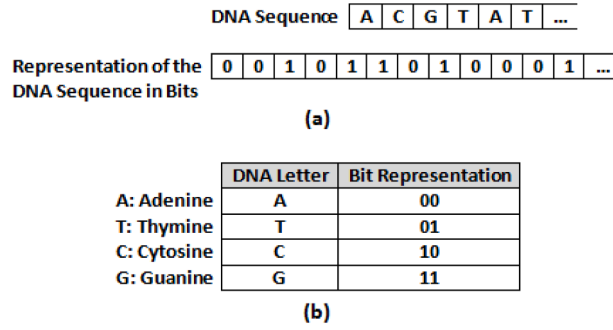 DNA Sequence A C G T A T ...
Representation of the DNA Sequence in Bits 0 0 1 0 1 1 0 1 0 0 0 1 ...
(a)
DNA Letter Bit Representation
A: Adenine A 00
T: Thymine T 01
C: Cytosine C 10
G: Guanine G 11
(b)